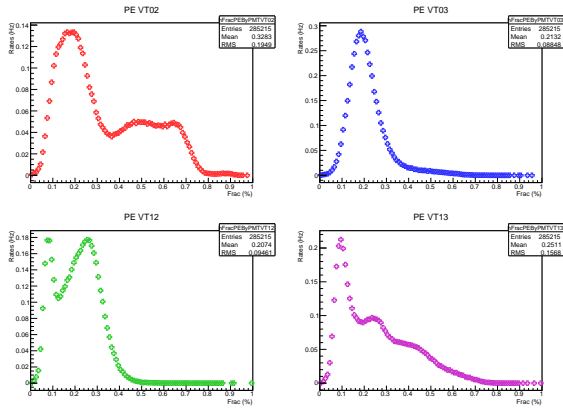 PE VT02
hFracPEByPMTVT02
Entries 285215
Mean 0.3283
RMS 0.1949
Rates (Hz)
0.14
0.12
0.1
0.08
0.06
0.04
0.02
0
0 0.1 0.2 0.3 0.4 0.5 0.6 0.7 0.8 0.9 1
Frac (%)
PE VT03
hFracPEByPMTVT03
Entries 285215
Mean 0.2132
RMS 0.08848
Rates (Hz)
0.3
0.25
0.2
0.15
0.1
0.05
0
0 0.1 0.2 0.3 0.4 0.5 0.6 0.7 0.8 0.9 1
Frac (%)
PE VT12
hFracPEByPMTVT12
Entries 285215
Mean 0.2074
RMS 0.09461
Rates (Hz)
0.18
0.16
0.14
0.12
0.1
0.08
0.06
0.04
0.02
0
0 0.1 0.2 0.3 0.4 0.5 0.6 0.7 0.8 0.9 1
Frac (%)
PE VT13
hFracPEByPMTVT13
Entries 285215
Mean 0.2511
RMS 0.1568
Rates (Hz)
0.2
0.15
0.1
0.05
0
0 0.1 0.2 0.3 0.4 0.5 0.6 0.7 0.8 0.9 1
Frac (%)